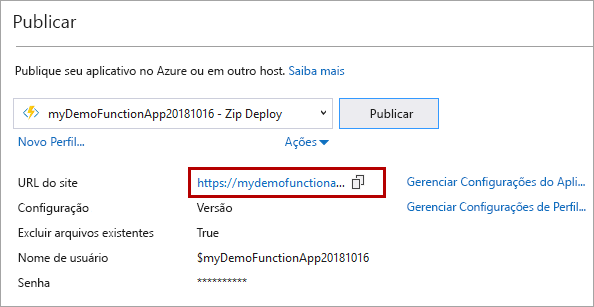 Publicar
Publique seu aplicativo no Azure ou em outro host. Saiba mais
myDemoFunctionApp20181016 - Zip Deploy
Publicar
Novo Perfil...
Ações
URL do site https://mydemofunctiona... Gerenciar Configurações do Apli...
Configuração Versão Gerenciar Configurações de Perfil...
Excluir arquivos existentes True
Nome de usuário $myDemoFunctionApp20181016
Senha **********